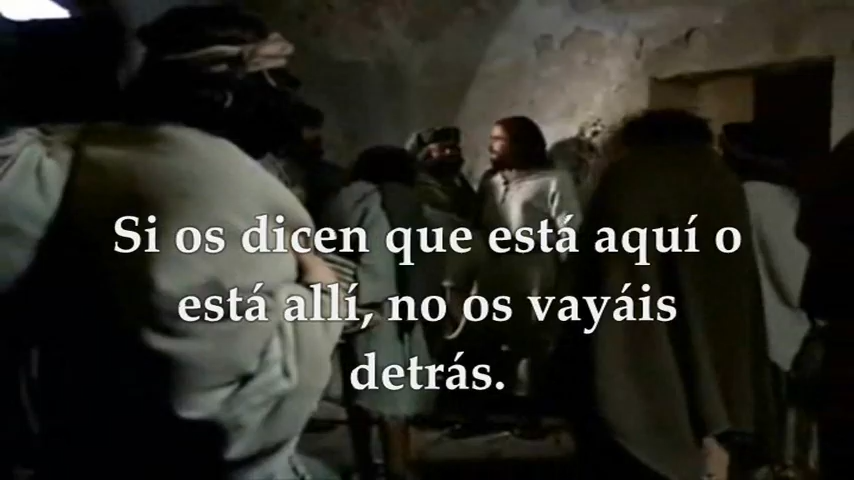 Si os dicen que está aquí o
está allí, no os vayáis
detrás.